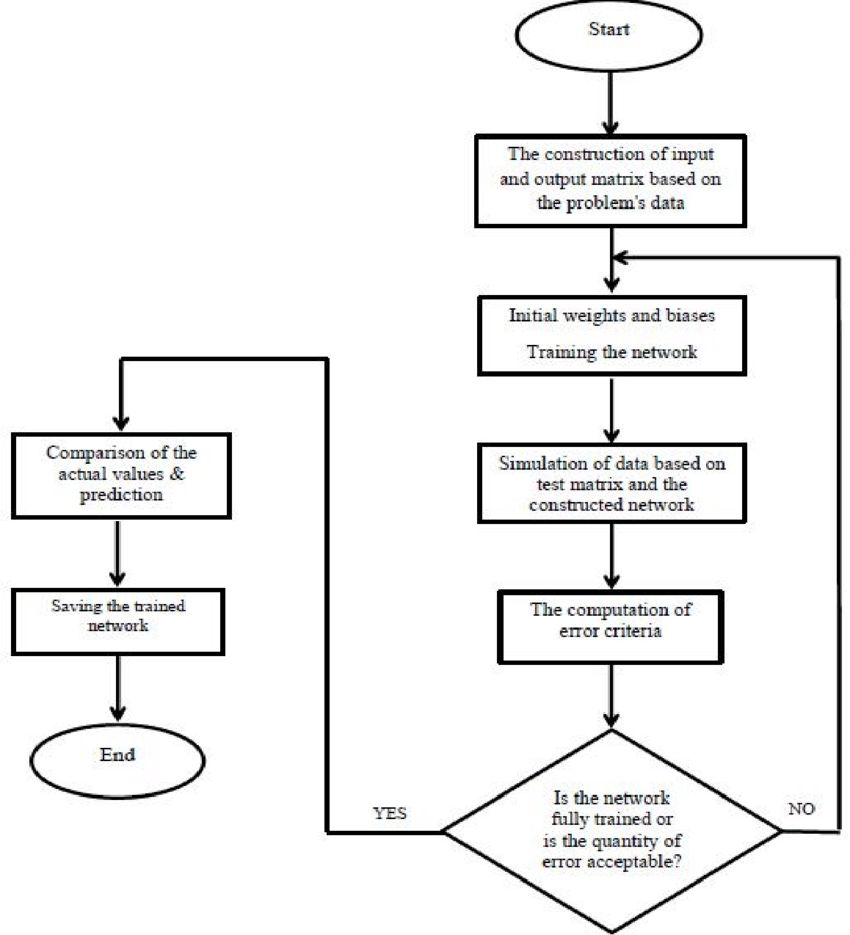 Start
The construction of input
and output matrix based on
the problem's data
Initial weights and biases
Training the network
Simulation of data based on
test matrix and the
constructed network
The computation of
error criteria
Is the network
fully trained or
is the quantity of
error acceptable?
NO
YES
Comparison of the
actual values &
prediction
Saving the trained
network
End